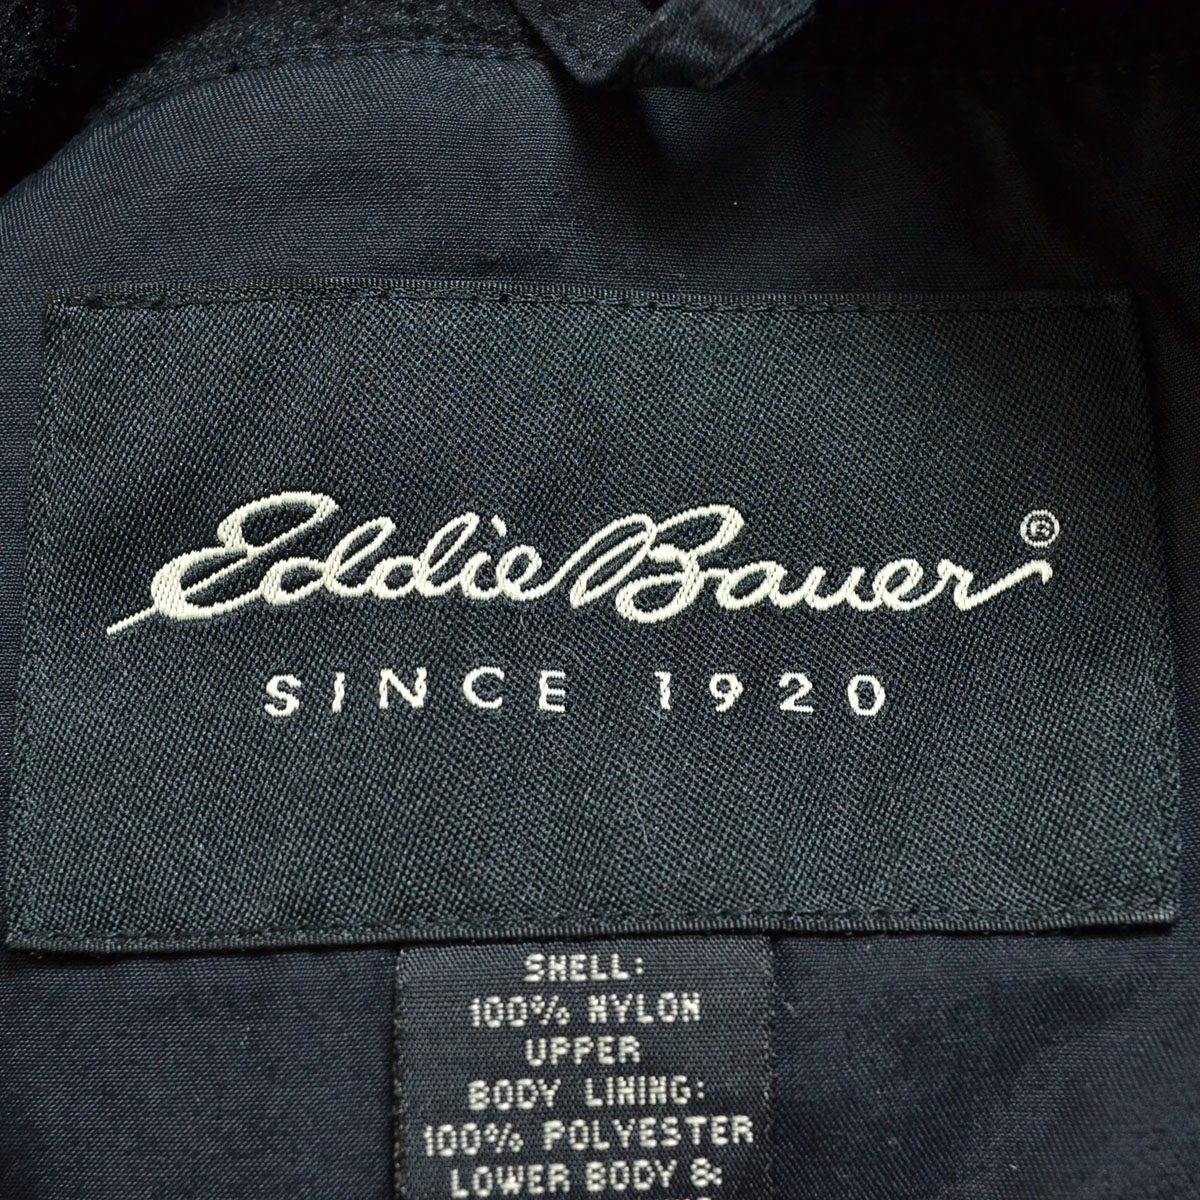 Eddie Bauer®
SINCE 1920
SHELL:
100% NYLON
UPPER
BODY LINING:
100% POLYESTER
LOWER BODY &